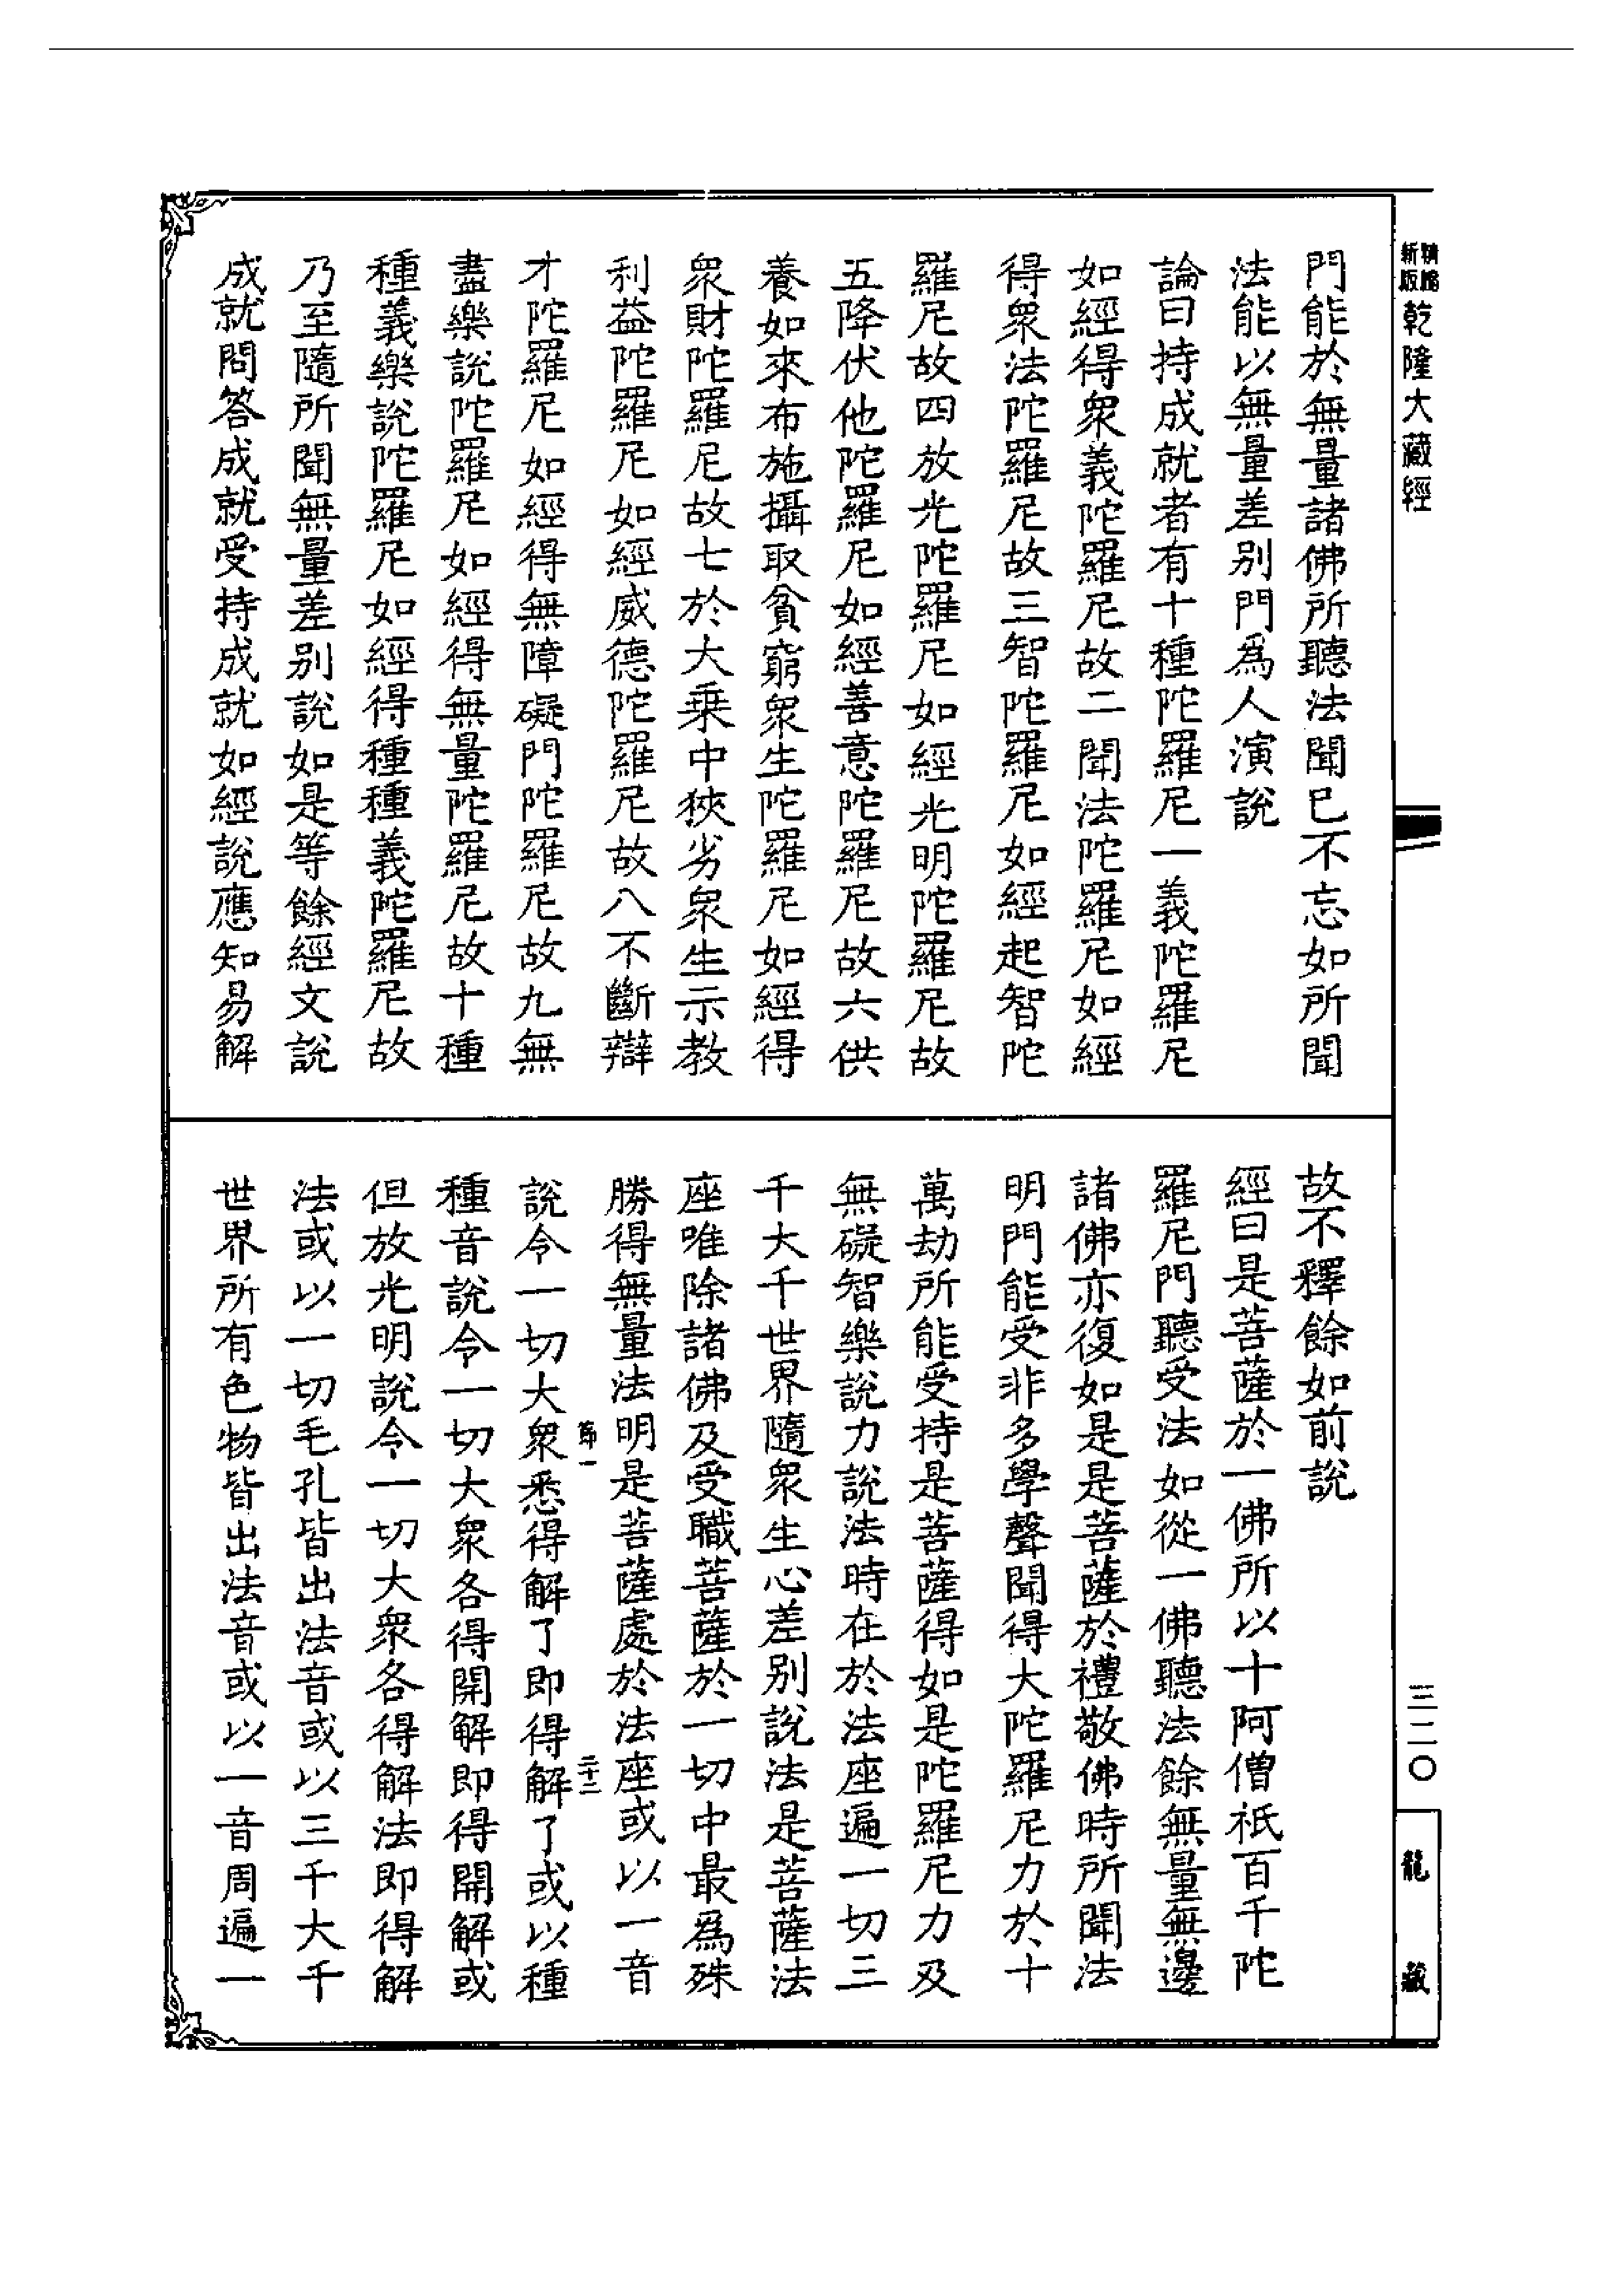 精縮新版乾隆大藏經
三二〇
龍藏
門能於無量諸佛所聽法聞已不忘如所聞
法能以無量差別門為人演說
論曰持成就者有十種陀羅尼一義陀羅尼
如經得衆義陀羅尼故二聞法陀羅尼如經
得衆法陀羅尼故三智陀羅尼如經起智陀
羅尼故四放光陀羅尼如經光明陀羅尼故
五降伏他陀羅尼如經善意陀羅尼故六供
養如來布施攝取貧窮衆生陀羅尼如經得
衆財陀羅尼故七於大乗中狹劣衆生示教
利益陀羅尼如經威德陀羅尼故八不斷辯
才陀羅尼如經得無障礙門陀羅尼故九無
盡樂說陀羅尼如經得無量陀羅尼故十種
種義樂說陀羅尼如經得種種義陀羅尼故
乃至隨所聞無量差別說如是等餘經文說
成就問答成就受持成就如經說應知易解
故不釋餘如前說
經曰是菩薩於一佛所以十阿僧祇百千陀
羅尼門聽受法如從一佛聽法餘無量無邊
諸佛亦復如是是菩薩於禮敬佛時所聞法
明門能受非多學聲聞得大陀羅尼力於十
萬劫所能受持是菩薩得如是陀羅尼力及
無礙智樂說力說法時在於法座遍一切三
千大千世界隨衆生心差別說法是菩薩法
座唯除諸佛及受職菩薩於一切中最為殊
勝得無量法明是菩薩處於法座或以一音
節一
二十二
說令一切大衆悉得解了即得解了或以種
種音說令一切大衆各得開解即得開解或
但放光明說令一切大衆各得解法即得解
法或以一切毛孔皆出法音或以三千大千
世界所有色物皆出法音或以一音周遍一